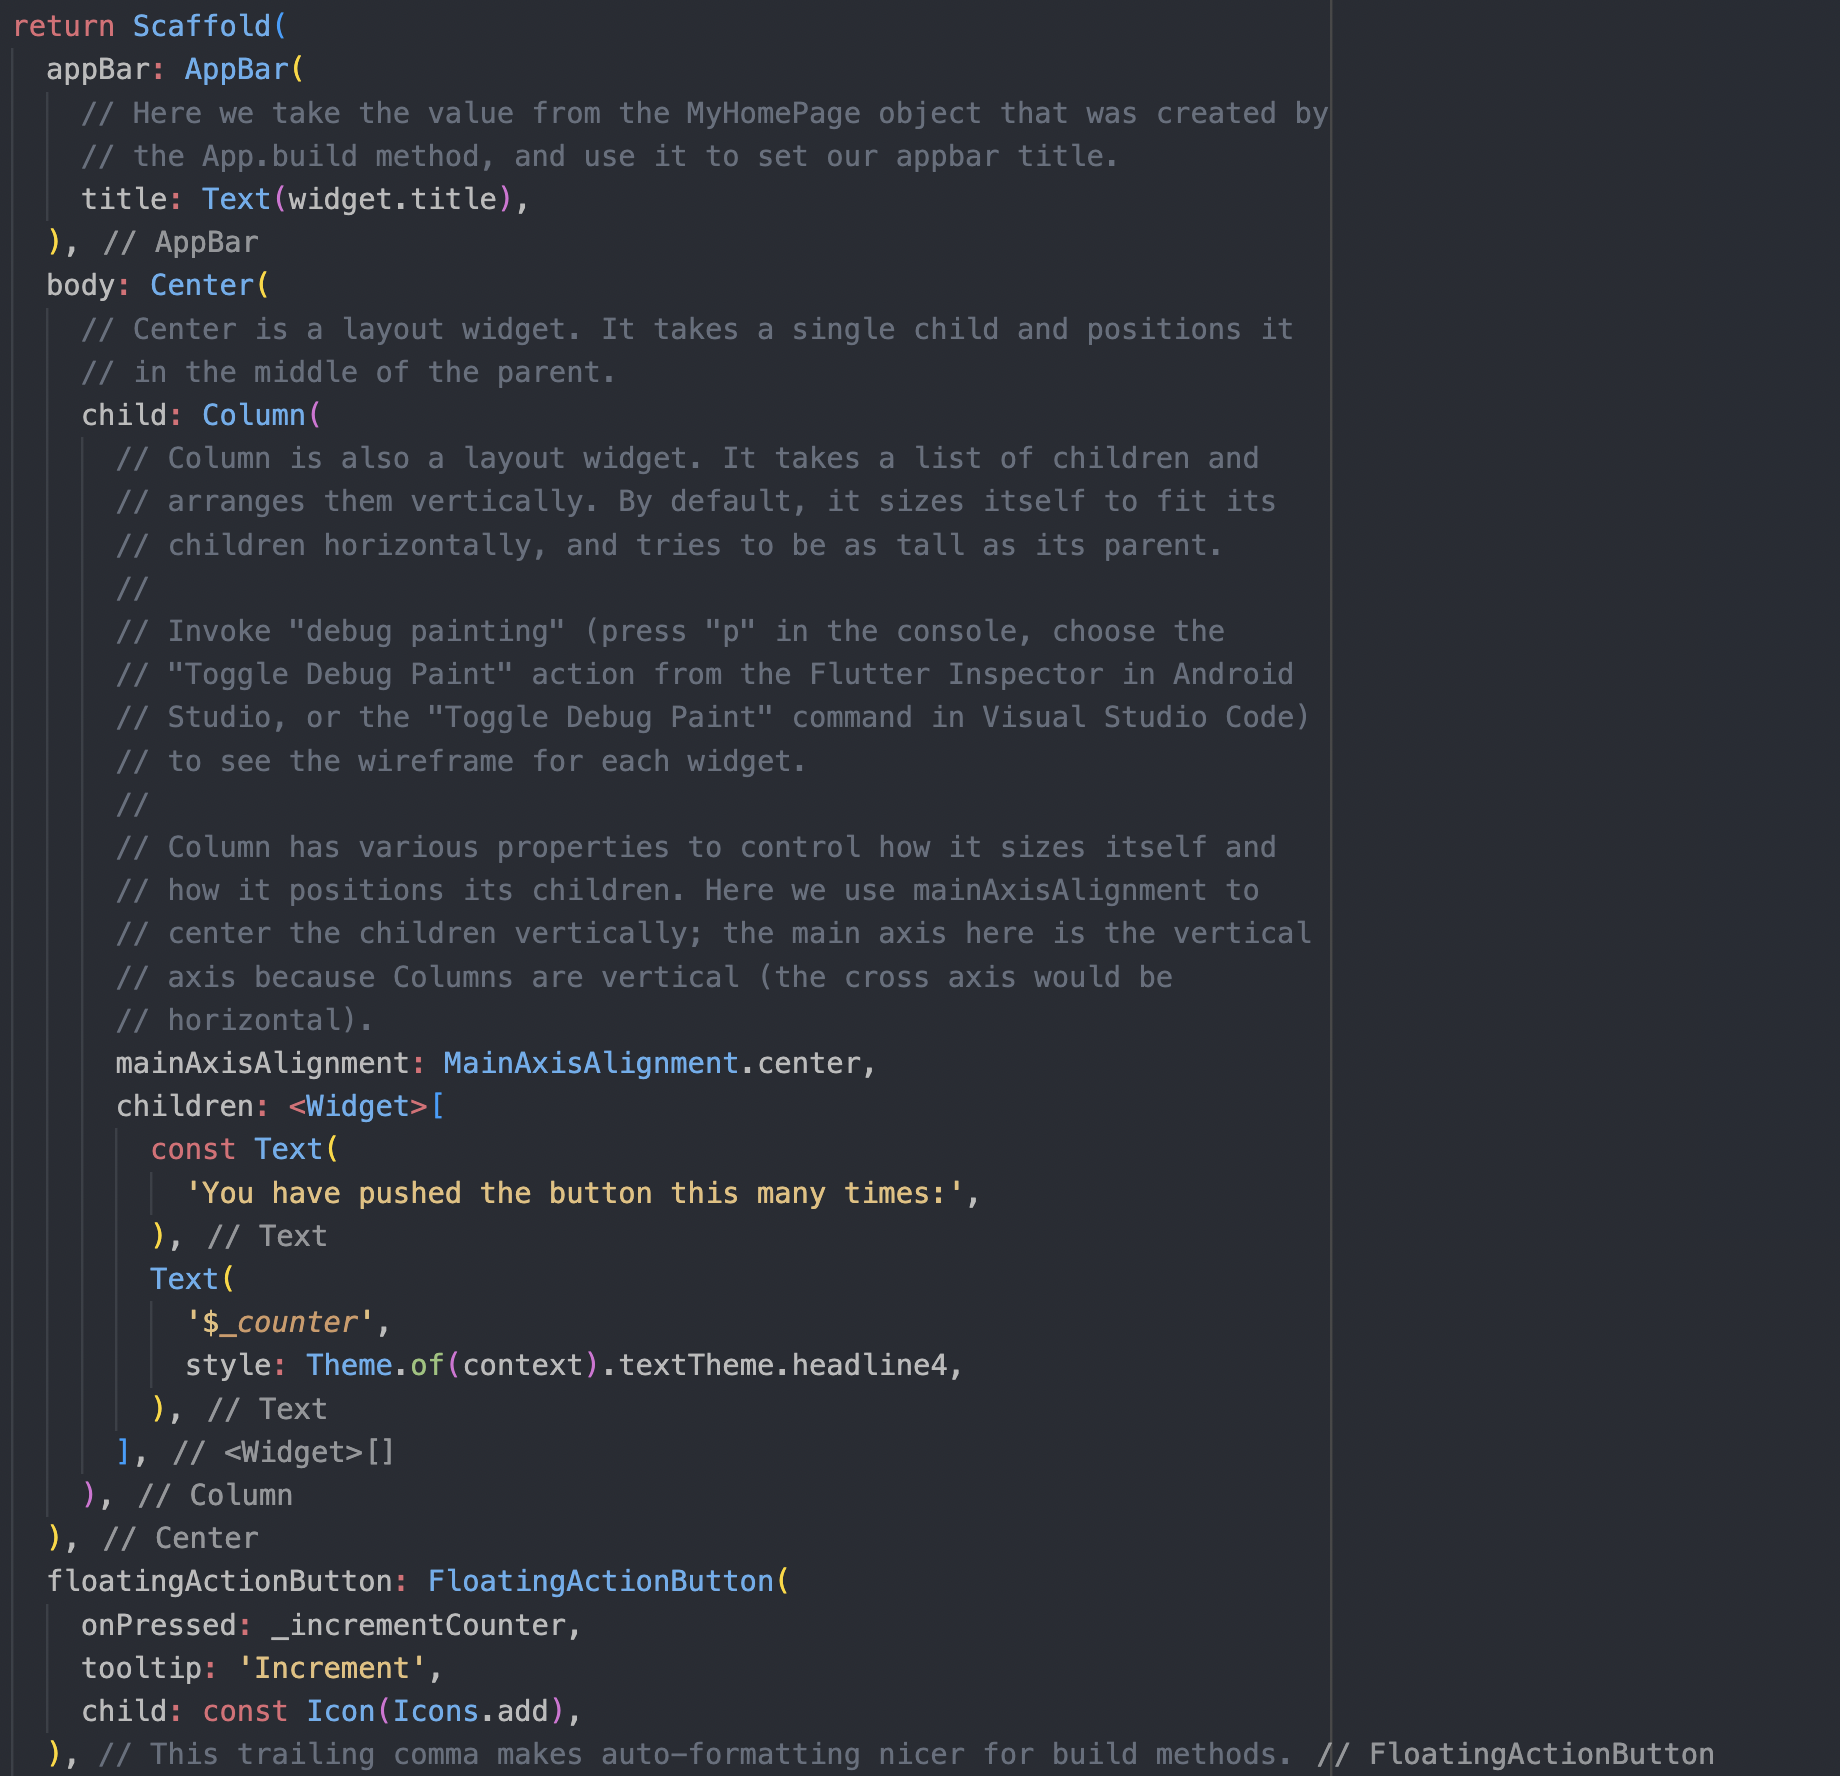 return Scaffold(
  appBar: AppBar(
    // Here we take the value from the MyHomePage object that was created by
    // the App.build method, and use it to set our appbar title.
    title: Text(widget.title),
  ), // AppBar
  body: Center(
    // Center is a layout widget. It takes a single child and positions it
    // in the middle of the parent.
    child: Column(
      // Column is also a layout widget. It takes a list of children and
      // arranges them vertically. By default, it sizes itself to fit its
      // children horizontally, and tries to be as tall as its parent.
      //
      // Invoke "debug painting" (press "p" in the console, choose the
      // "Toggle Debug Paint" action from the Flutter Inspector in Android
      // Studio, or the "Toggle Debug Paint" command in Visual Studio Code)
      // to see the wireframe for each widget.
      //
      // Column has various properties to control how it sizes itself and
      // how it positions its children. Here we use mainAxisAlignment to
      // center the children vertically; the main axis here is the vertical
      // axis because Columns are vertical (the cross axis would be
      // horizontal).
      mainAxisAlignment: MainAxisAlignment.center,
      children: <Widget>[
        const Text(
          'You have pushed the button this many times:',
        ), // Text
        Text(
          '$_counter',
          style: Theme.of(context).textTheme.headline4,
        ), // Text
      ], // <Widget>[]
    ), // Column
  ), // Center
  floatingActionButton: FloatingActionButton(
    onPressed: _incrementCounter,
    tooltip: 'Increment',
    child: const Icon(Icons.add),
  ), // This trailing comma makes auto-formatting nicer for build methods. // FloatingActionButton